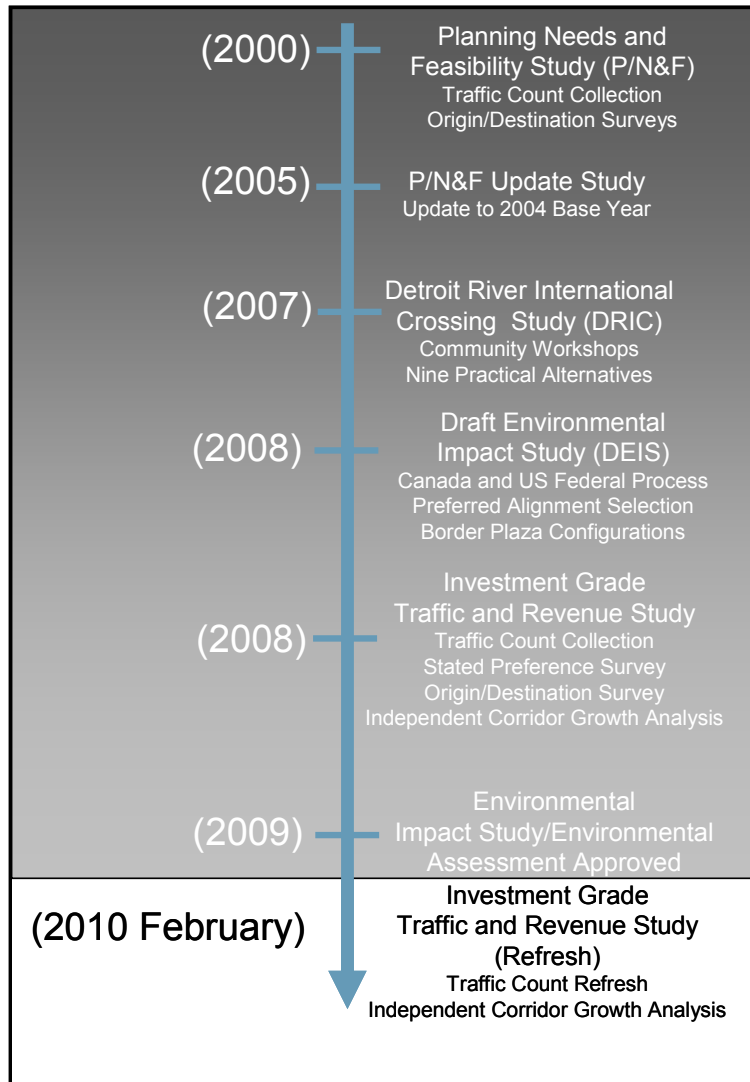 (2000)
Planning Needs and
Feasibility Study (P/N&F)
Traffic Count Collection
Origin/Destination Surveys
(2005)
P/N&F Update Study
Update to 2004 Base Year
(2007)
Detroit River International
Crossing Study (DRIC)
Community Workshops
Nine Practical Alternatives
(2008)
Draft Environmental
Impact Study (DEIS)
Canada and US Federal Process
Preferred Alignment Selection
Border Plaza Configurations
(2008)
Investment Grade
Traffic and Revenue Study
Traffic Count Collection
Stated Preference Survey
Origin/Destination Survey
Independent Corridor Growth Analysis
(2009)
Environmental
Impact Study/Environmental
Assessment Approved
(2010 February)
Investment Grade
Traffic and Revenue Study
(Refresh)
Traffic Count Refresh
Independent Corridor Growth Analysis